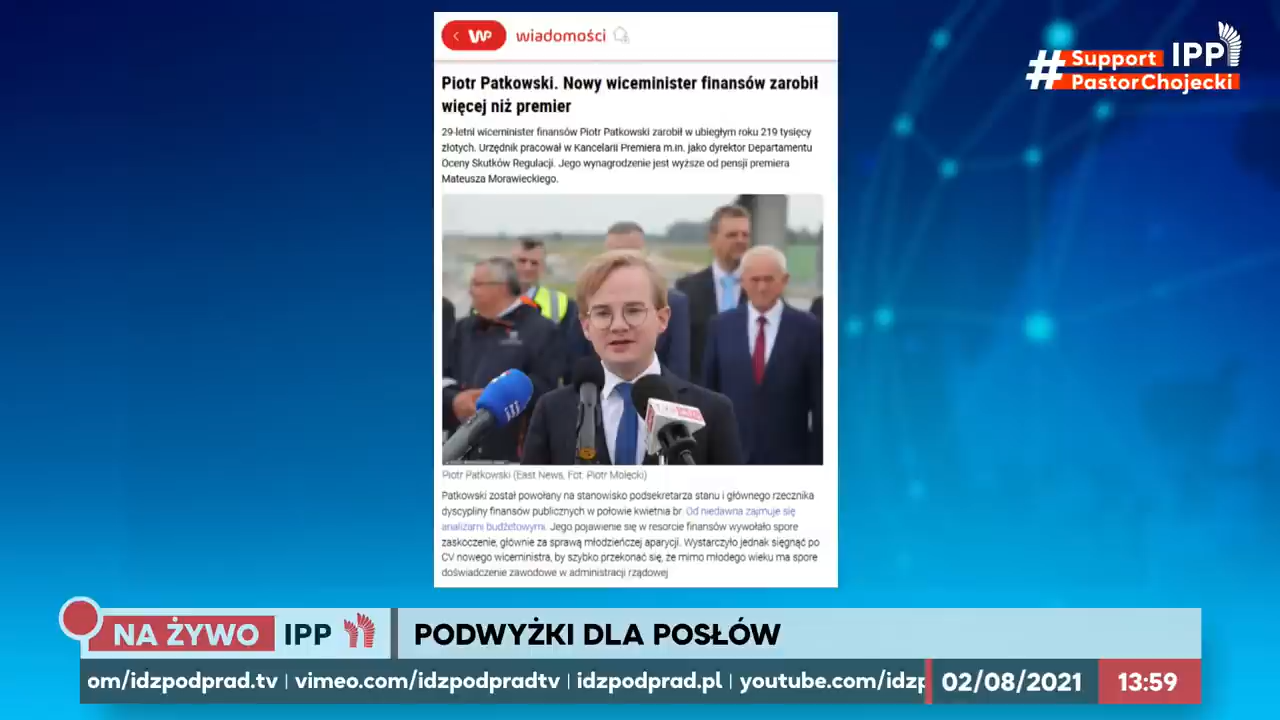 WP wiadomości
Piotr Patkowski. Nowy wiceminister finansów zarobił
więcej niż premier
29-letni wiceminister finansów Piotr Patkowski zarobił w ubiegłym roku 219 tysięcy
złotych. Urzędnik pracował w Kancelarii Premiera m.in. jako dyrektor Departamentu
Oceny Skutków Regulacji. Jego wynagrodzenie jest wyższe od pensji premiera
Mateusza Morawieckiego.
Piotr Patkowski (East News, Fot: Piotr Molęcki)
Patkowski został powołany na stanowisko podsekretarza stanu i głównego rzecznika
dyscypliny finansów publicznych w połowie kwietnia br. Od niedawna zajmuje się
analizami budżetowymi. Jego pojawienie się w resorcie finansów wywołało spore
zaskoczenie, głównie za sprawą młodzieńczej aparycji. Wystarczyło jednak sięgnąć po
CV nowego wiceministra, by szybko przekonać się, że mimo młodego wieku ma spore
doświadczenie zawodowe w administracji rządowej
#Support IPP
PastorChojecki
NA ŻYWO IPP PODWYŻKI DLA POSŁÓW
om/idzpodprad.tv | vimeo.com/idzpodpradtv | idzpodprad.pl | youtube.com/idzp 02/08/2021 13:59